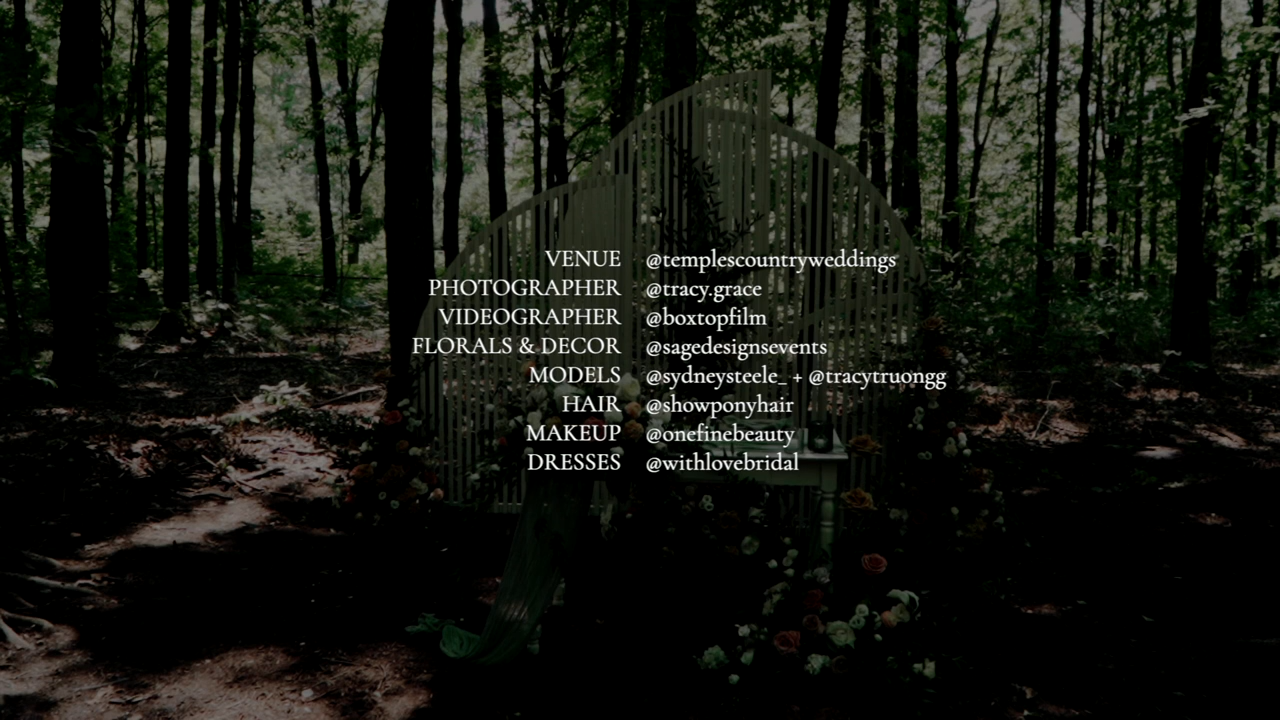 VENUE @templescountryweddings
PHOTOGRAPHER @tracy.grace
VIDEOGRAPHER @boxtopfilm
FLORALS & DECOR @sagedesignsevents
MODELS @sydneysteele_ + @tracytruongg
HAIR @showponyhair
MAKEUP @onefinebeauty
DRESSES @withlovebridal